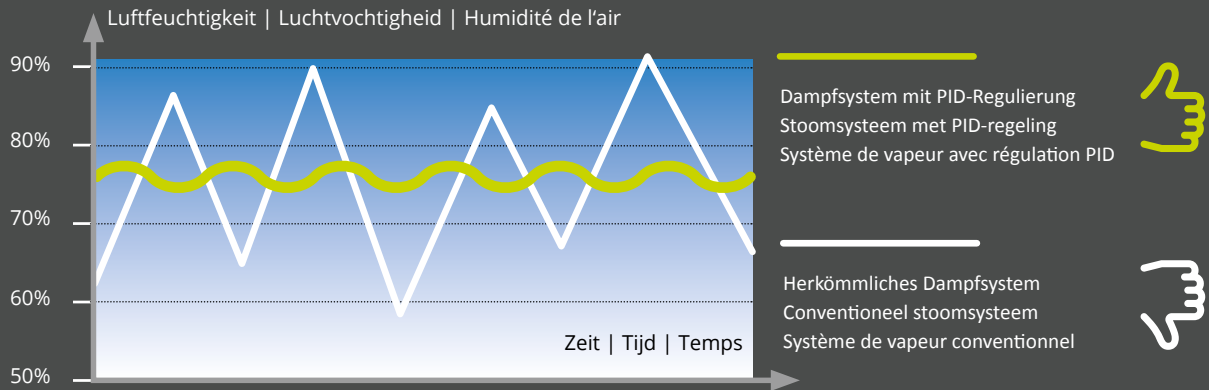 Luftfeuchtigkeit | Luchtvochtigheid | Humidité de l‘air
90%
80%
70%
60%
50%
Zeit | Tijd | Temps
Dampfsystem mit PID-Regulierung
Stoomsysteem met PID-regeling
Système de vapeur avec régulation PID
Herkömmliches Dampfsystem
Conventioneel stoomsysteem
Système de vapeur conventionnel